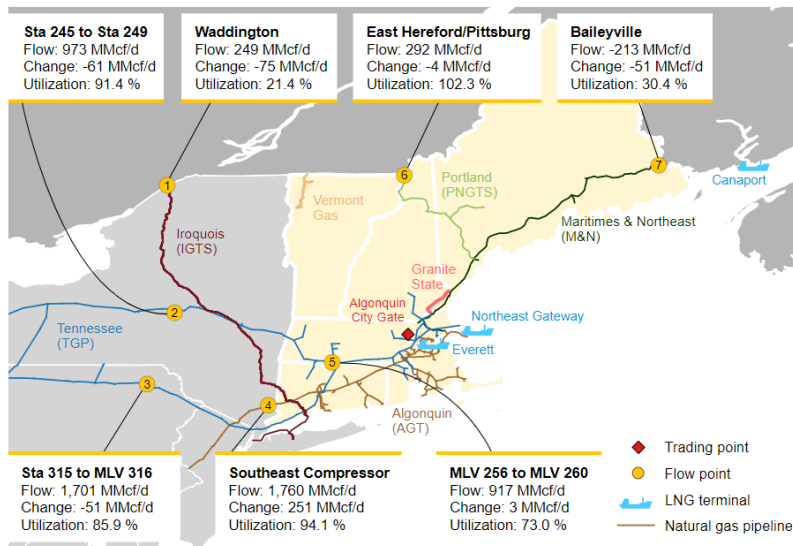 Sta 245 to Sta 249
Flow: 973 MMcf/d
Change: -61 MMcf/d
Utilization: 91.4 %
Waddington
Flow: 249 MMcf/d
Change: -75 MMcf/d
Utilization: 21.4 %
East Hereford/Pittsburg
Flow: 292 MMcf/d
Change: -4 MMcf/d
Utilization: 102.3 %
Baileyville
Flow: -213 MMcf/d
Change: -51 MMcf/d
Utilization: 30.4 %
1
6
7
Vermont
Gas
Portland
(PNGTS)
Canaport
Iroquois
(IGTS)
Maritimes & Northeast
(M&N)
Granite
State
2
Algonquin
City Gate
Northeast Gateway
Tennessee
(TGP)
Everett
5
3
4
Algonquin
(AGT)
Sta 315 to MLV 316
Flow: 1,701 MMcf/d
Change: -51 MMcf/d
Utilization: 85.9 %
Southeast Compressor
Flow: 1,760 MMcf/d
Change: 251 MMcf/d
Utilization: 94.1 %
MLV 256 to MLV 260
Flow: 917 MMcf/d
Change: 3 MMcf/d
Utilization: 73.0 %
Trading point
Flow point
LNG terminal
Natural gas pipeline